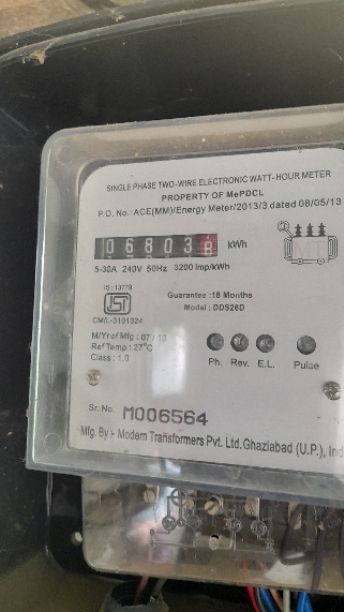 SINGLE PHASE TWO-WIRE ELECTRONIC WATT-HOUR METER
PROPERTY OF MePDCL
P.O. No.: ACE(MM)/Energy Meter/2013/3 dated 08/05/13
068038 kWh
MT
5-30A 240V 50Hz 3200 imp/kWh
IS : 13779
ISI
CM/L-3101324
Guarantee :18 Months
Model : DDS26D
M/Yr of Mfg : 07 / 13
Ref Temp : 27°C
Class : 1.0
Ph. Rev. E.L. Pulse
Sr. No. M006564
Mfg. By :- Modern Transformers Pvt. Ltd. Ghaziabad (U.P.), Ind